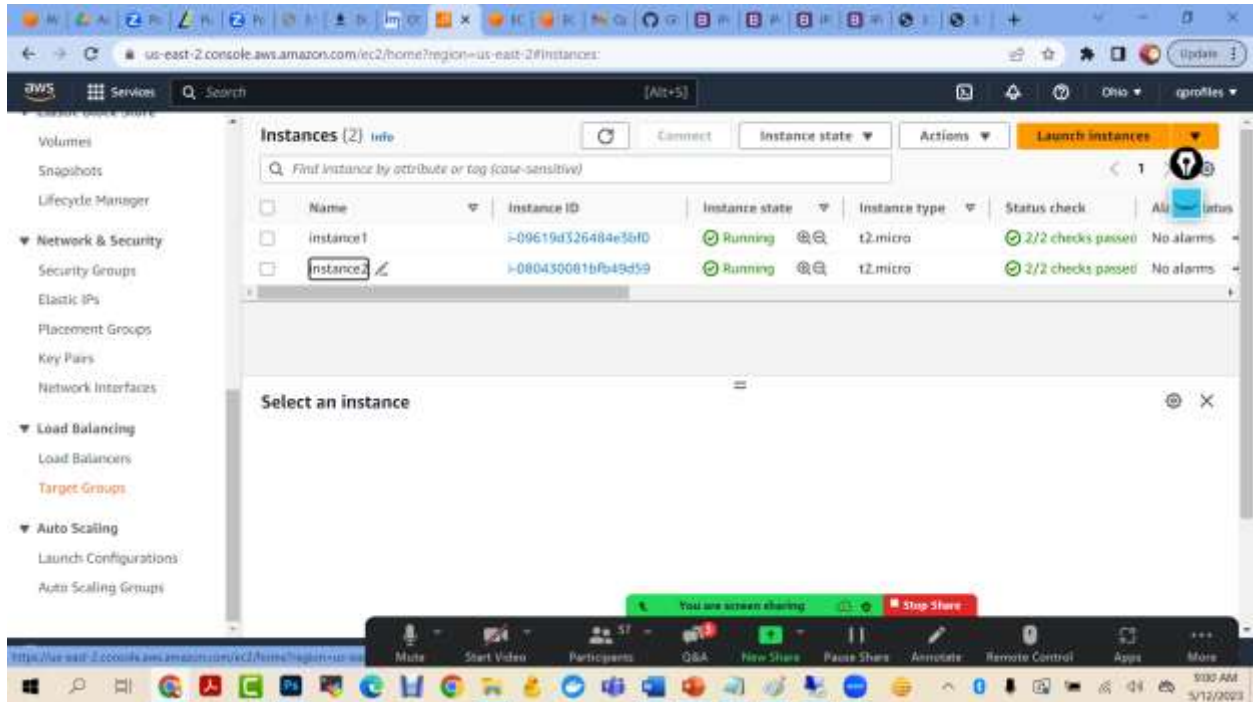 us-east-2.console.aws.amazon.com/ec2/home?region=us-east-2#Instances:
Update
aws
Services
Search
[Alt+S]
Ohio
qprofiles
Volumes
Snapshots
Lifecycle Manager
Network & Security
Security Groups
Elastic IPs
Placement Groups
Key Pairs
Network Interfaces
Load Balancing
Load Balancers
Target Groups
Auto Scaling
Launch Configurations
Auto Scaling Groups
Instances (2) Info
Connect
Instance state
Actions
Launch instances
Find instance by attribute or tag (case-sensitive)
1
Name Instance ID Instance state Instance type Status check
instance1 Running t2.micro 2/2 checks passed No alarms
instance2 Running t2.micro 2/2 checks passed No alarms
Select an instance
You are screen sharing Stop Share
57
Mute Start Video Participants Q&A New Share Pause Share Annotate Remote Control Apps More
9:00 AM
5/12/2023